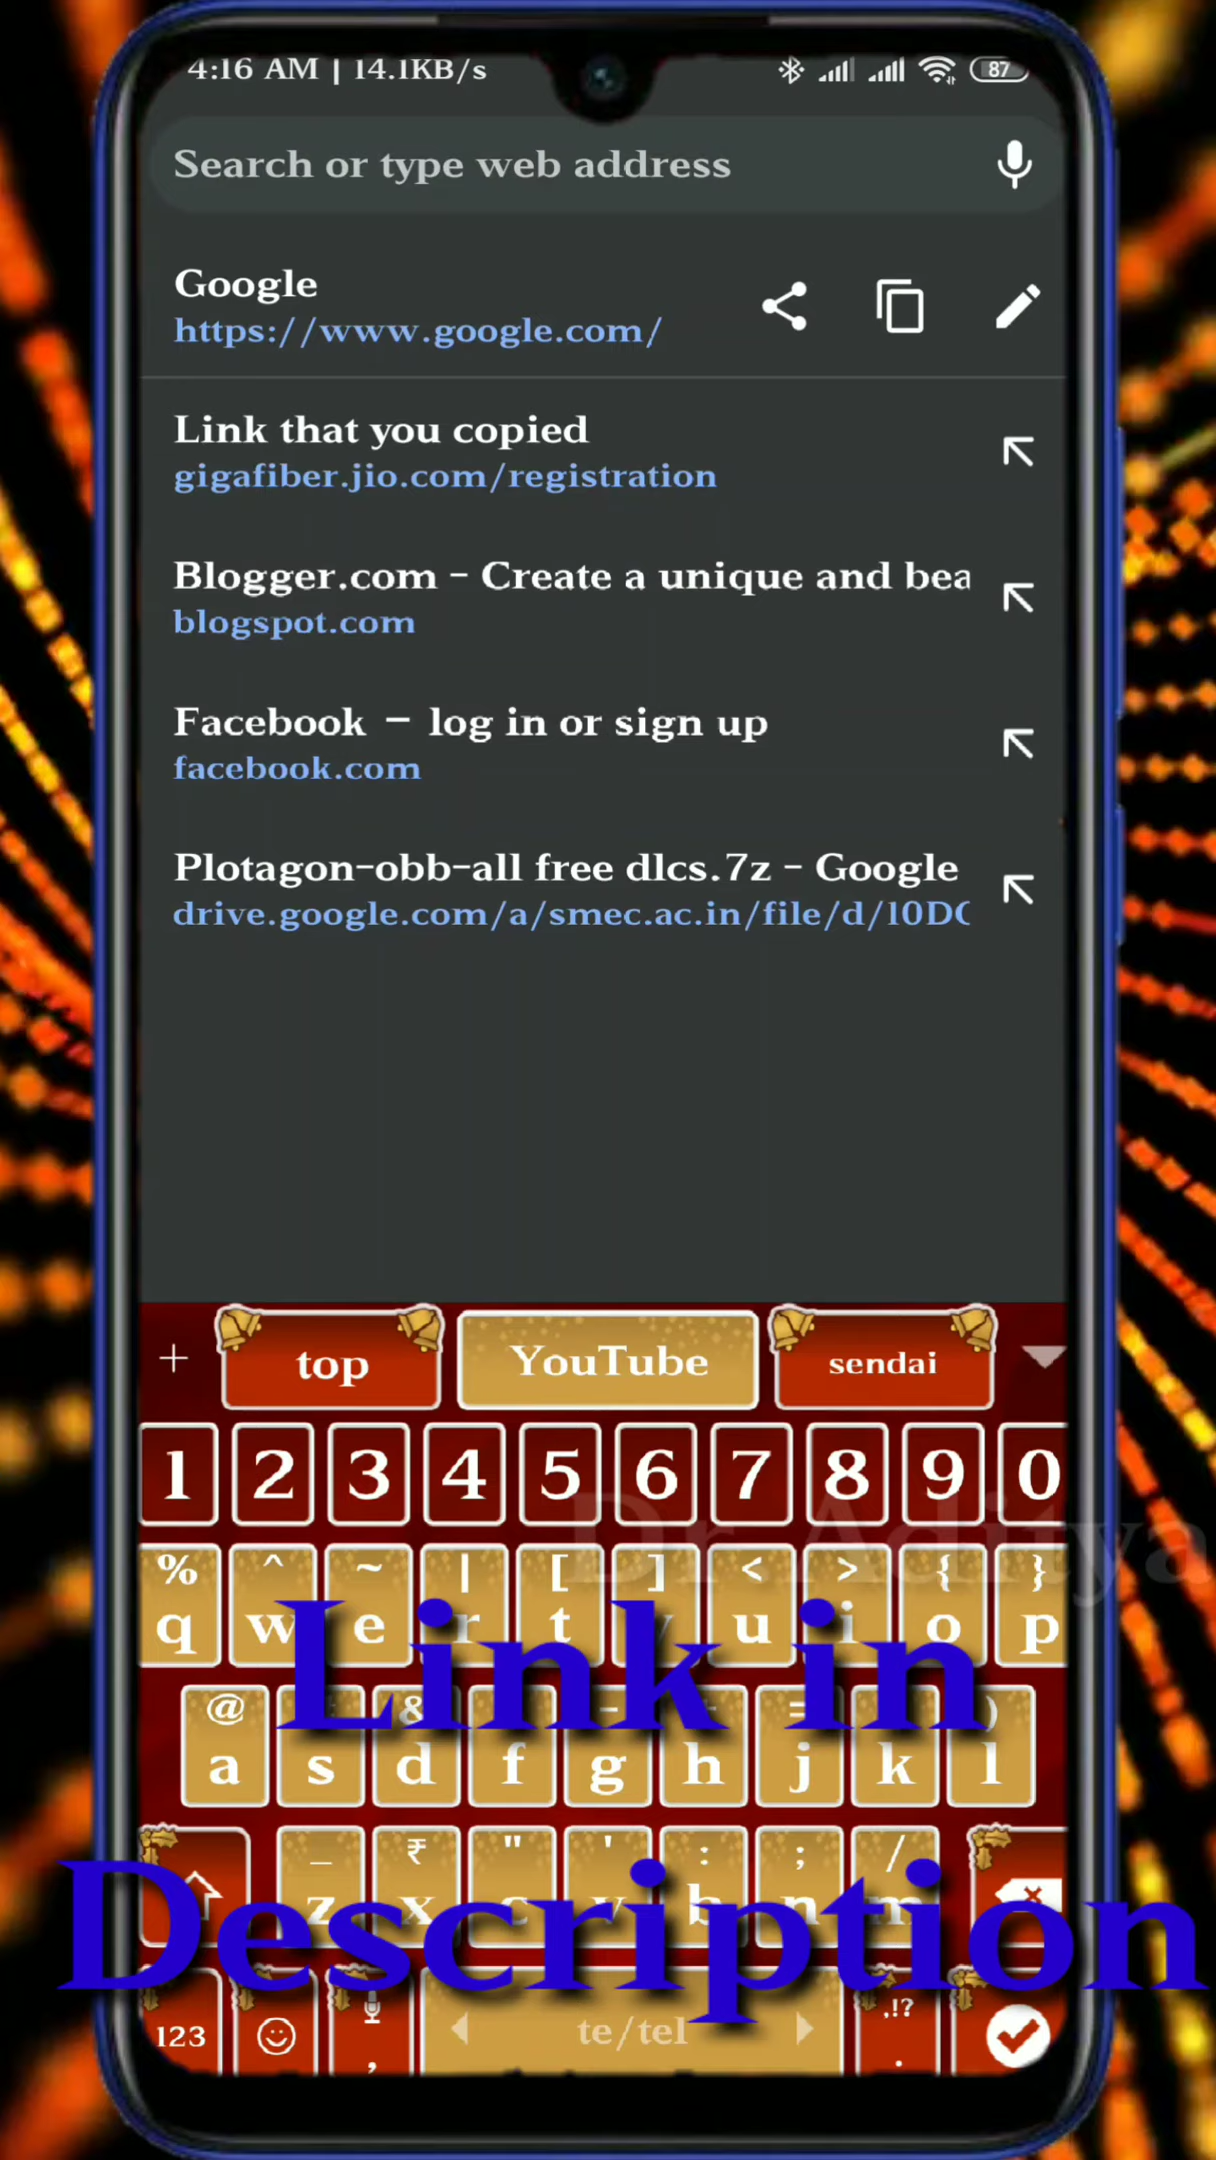 4:16 AM | 14.1KB/s
87
Search or type web address
Google
https://www.google.com/
Link that you copied
gigafiber.jio.com/registration
Blogger.com - Create a unique and bea
blogspot.com
Facebook – log in or sign up
facebook.com
Plotagon-obb-all free dlcs.7z - Google
drive.google.com/a/smec.ac.in/file/d/10DC
+ top YouTube sendai
1 2 3 4 5 6 7 8 9 0
Dr Aditya
% ^ ~ | [ ] < > { }
q w e r t y u i o p
Link in
@ & - = )
a s d f g h j k l
_ ₹ " ' : ; /
z x c v b n m
Description
123 , te/tel ,!? .